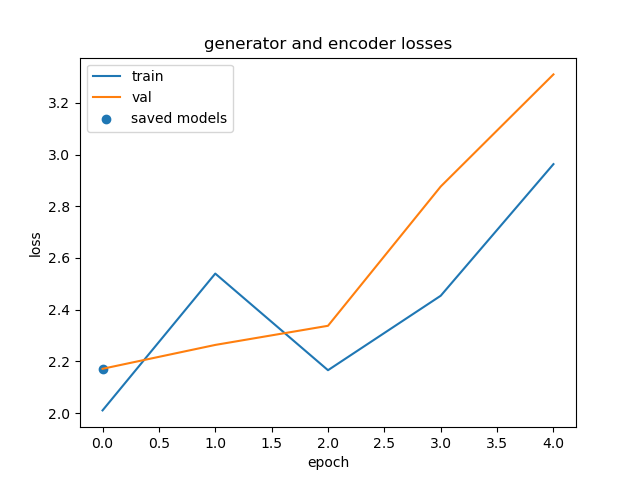 generator and encoder losses
train
val
saved models
3.2
3.0
2.8
2.6
2.4
2.2
2.0
loss
0.0 0.5 1.0 1.5 2.0 2.5 3.0 3.5 4.0
epoch